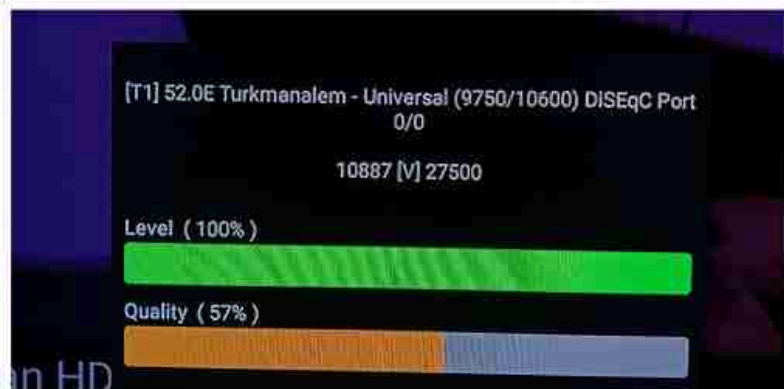 [T1] 52.0E Turkmanalem - Universal (9750/10600) DiSEqC Port
0/0
10887 [V] 27500
Level ( 100% )
Quality ( 57% )
an HD